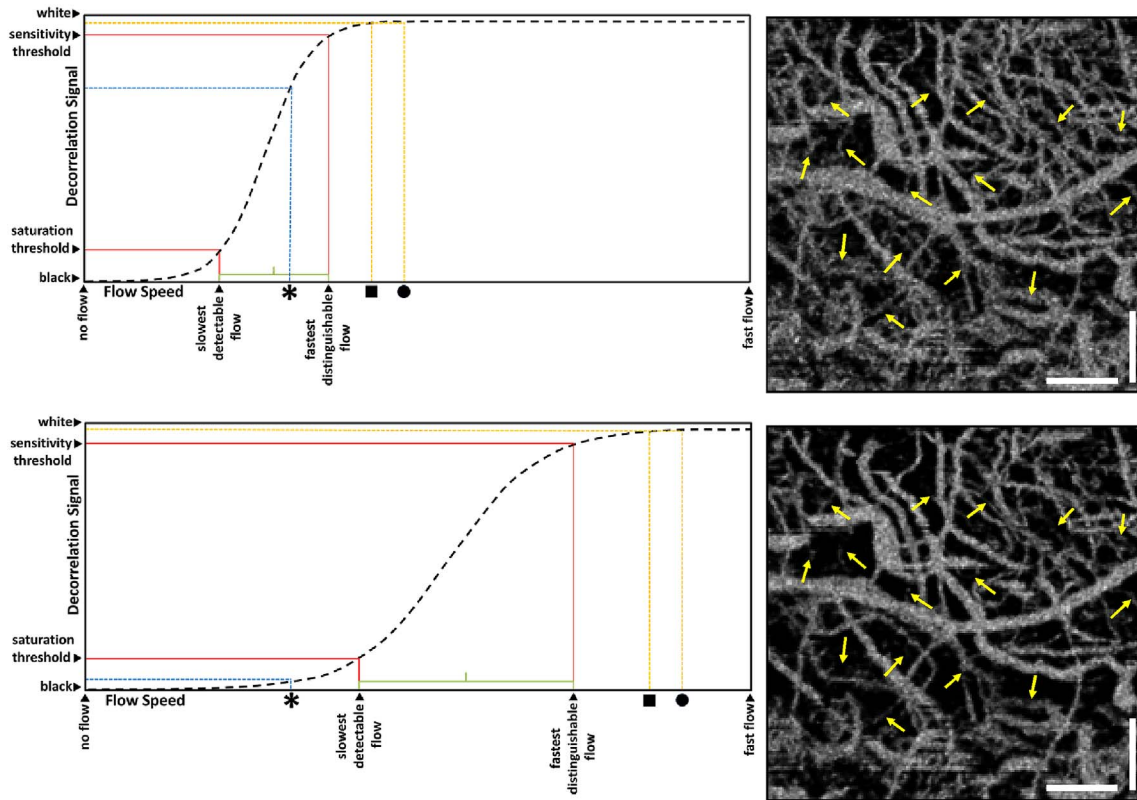 white
sensitivity
threshold
Decorrelation Signal
saturation
threshold
black
Flow Speed
no flow
slowest
detectable
flow
*
fastest
distinguishable
flow
fast flow
white
sensitivity
threshold
Decorrelation Signal
saturation
threshold
black
Flow Speed
no flow
*
slowest
detectable
flow
fastest
distinguishable
flow
fast flow